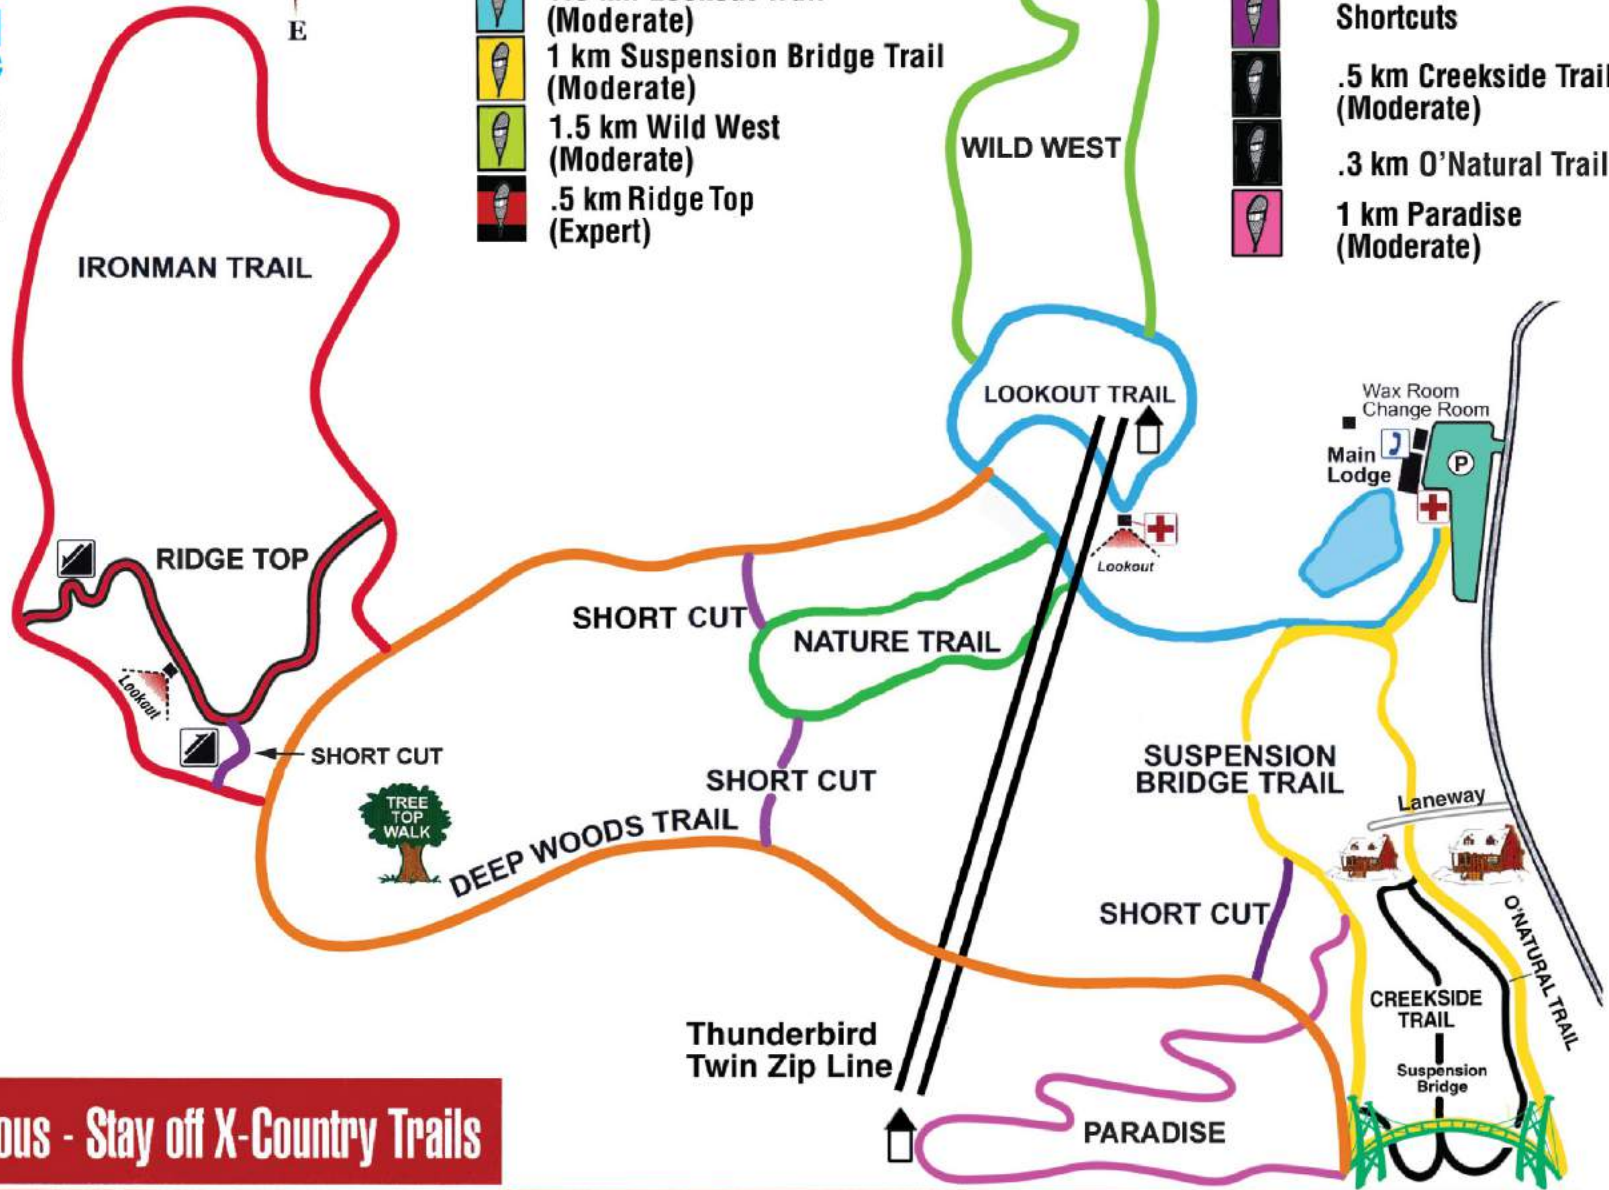 E
(Moderate)
1 km Suspension Bridge Trail
(Moderate)
1.5 km Wild West
(Moderate)
.5 km Ridge Top
(Expert)
Shortcuts
.5 km Creekside Trail
(Moderate)
.3 km O'Natural Trail
1 km Paradise
(Moderate)
WILD WEST
IRONMAN TRAIL
LOOKOUT TRAIL
Wax Room
Change Room
Main
Lodge
P
Lookout
RIDGE TOP
SHORT CUT
NATURE TRAIL
Lookout
SHORT CUT
SHORT CUT
TREE
TOP
WALK
DEEP WOODS TRAIL
SUSPENSION
BRIDGE TRAIL
Laneway
SHORT CUT
O'NATURAL TRAIL
CREEKSIDE
TRAIL
Suspension
Bridge
Thunderbird
Twin Zip Line
PARADISE
ous - Stay off X-Country Trails